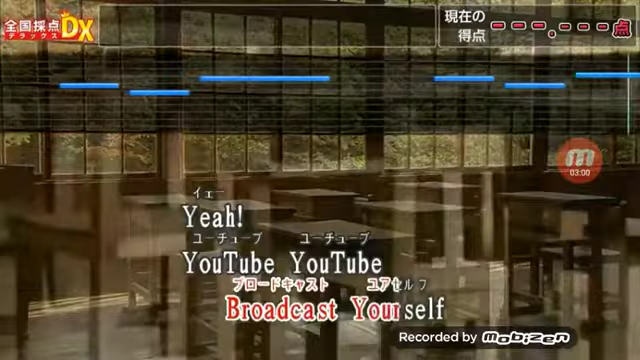 全国採点
デラックス DX
現在の
得点 --.---点
03:00
イェー
Yeah!
ユーチューブ ユーチューブ
YouTube YouTube
ブロードキャスト ユアセルフ
Broadcast Yourself
Recorded by Mobizen